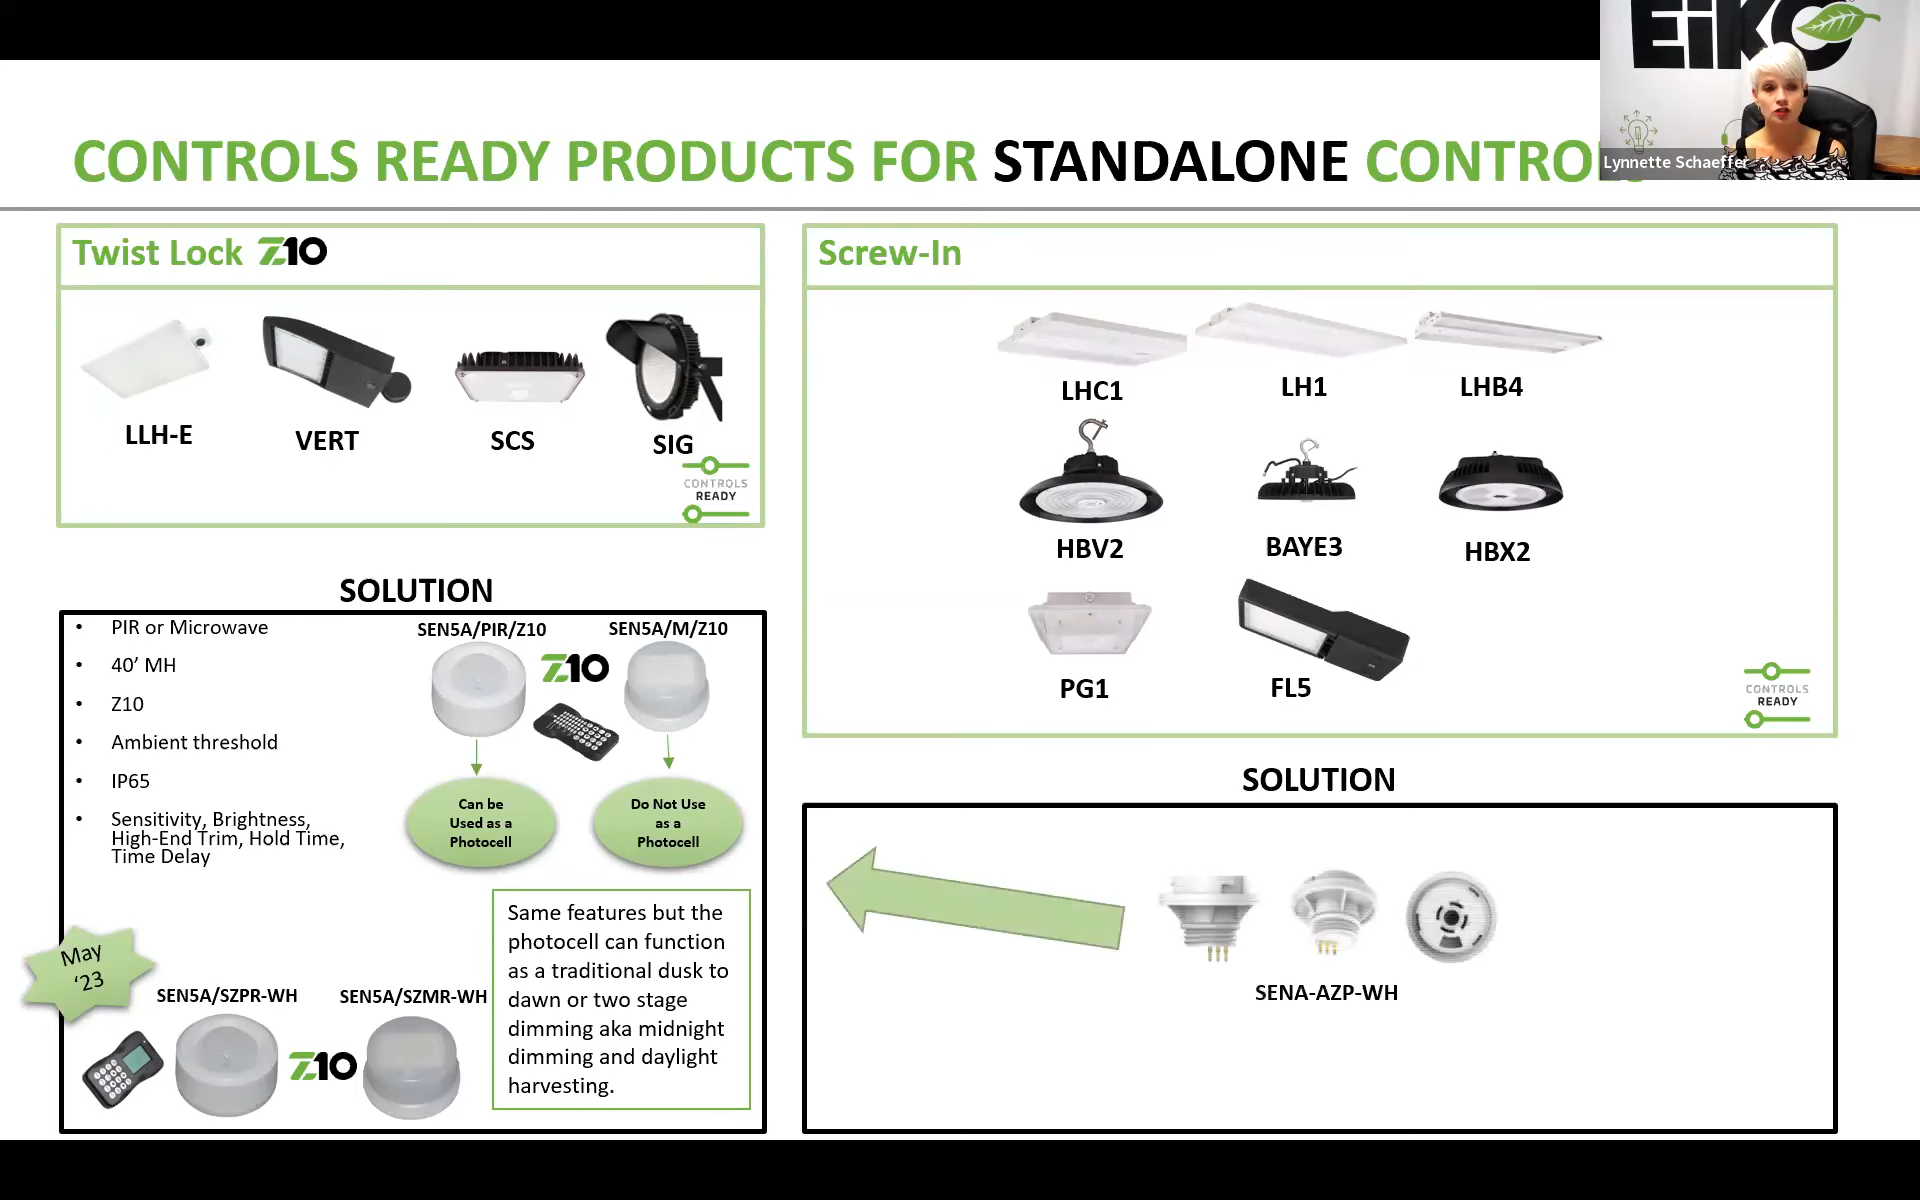 EiKO
Lynnette Schaeffer
CONTROLS READY PRODUCTS FOR STANDALONE CONTROL
Twist Lock Z10
LLH-E
VERT
SCS
SIG
CONTROLS
READY
Screw-In
LHC1
LH1
LHB4
HBV2
BAYE3
HBX2
PG1
FL5
CONTROLS
READY
SOLUTION
• PIR or Microwave
• 40’ MH
• Z10
• Ambient threshold
• IP65
• Sensitivity, Brightness,
High-End Trim, Hold Time,
Time Delay
SEN5A/PIR/Z10
SEN5A/M/Z10
Z10
Can be
Used as a
Photocell
Do Not Use
as a
Photocell
May
‘23
SEN5A/SZPR-WH
SEN5A/SZMR-WH
Z10
Same features but the
photocell can function
as a traditional dusk to
dawn or two stage
dimming aka midnight
dimming and daylight
harvesting.
SOLUTION
SENA-AZP-WH